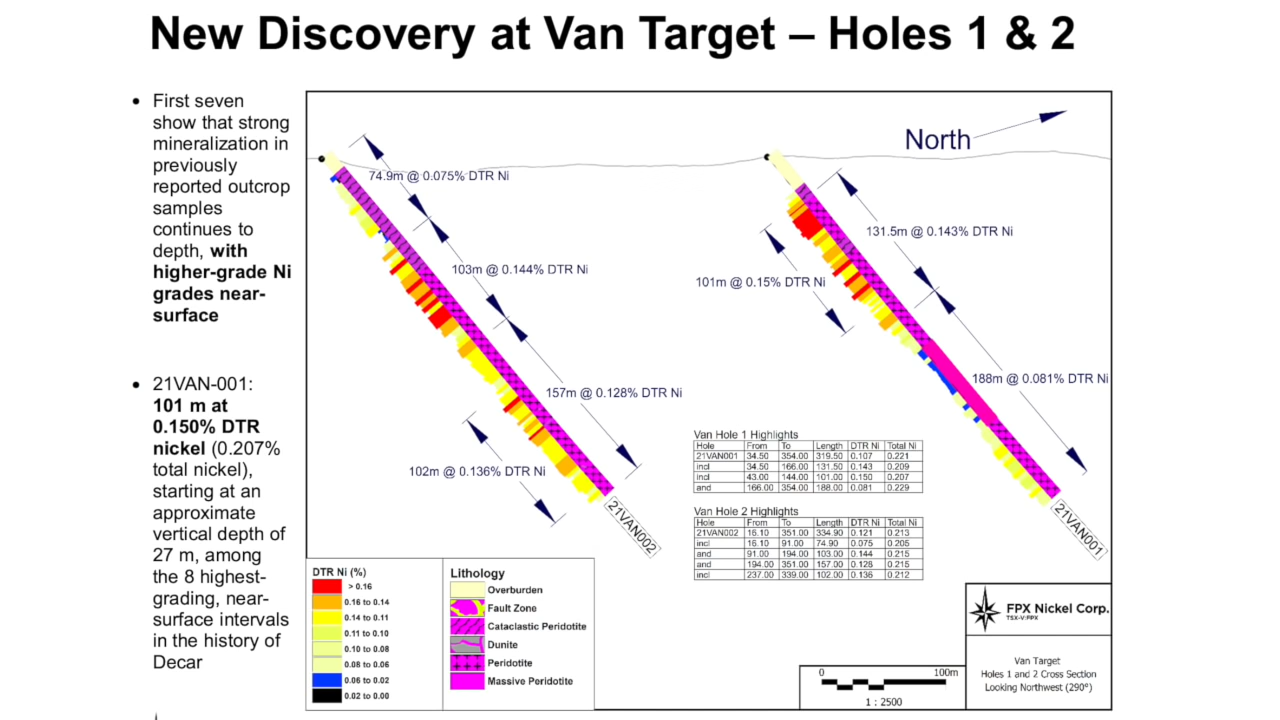 New Discovery at Van Target – Holes 1 & 2
• First seven
show that strong
mineralization in
previously
reported outcrop
samples
continues to
depth, with
higher-grade Ni
grades near-
surface
• 21VAN-001:
101 m at
0.150% DTR
nickel (0.207%
total nickel),
starting at an
approximate
vertical depth of
27 m, among
the 8 highest-
grading, near-
surface intervals
in the history of
Decar
North
74.9m @ 0.075% DTR Ni
103m @ 0.144% DTR Ni
157m @ 0.128% DTR Ni
102m @ 0.136% DTR Ni
21VAN002
131.5m @ 0.143% DTR Ni
101m @ 0.15% DTR Ni
188m @ 0.081% DTR Ni
21VAN001
Van Hole 1 Highlights
Hole From To Length DTR Ni Total Ni
21VAN001 34.50 354.00 319.50 0.107 0.221
incl 34.50 166.00 131.50 0.143 0.209
incl 43.00 144.00 101.00 0.150 0.207
and 166.00 354.00 188.00 0.081 0.229
Van Hole 2 Highlights
Hole From To Length DTR Ni Total Ni
21VAN002 16.10 351.00 334.90 0.121 0.213
incl 16.10 91.00 74.90 0.075 0.205
and 91.00 194.00 103.00 0.144 0.215
and 194.00 351.00 157.00 0.128 0.215
incl 237.00 339.00 102.00 0.136 0.212
DTR Ni (%)
> 0.16
0.16 to 0.14
0.14 to 0.11
0.11 to 0.10
0.10 to 0.08
0.08 to 0.06
0.06 to 0.02
0.02 to 0.00
Lithology
Overburden
Fault Zone
Cataclastic Peridotite
Dunite
Peridotite
Massive Peridotite
FPX Nickel Corp.
TSX-V:FPX
Van Target
Holes 1 and 2 Cross Section
Looking Northwest (290°)
0 100m
1 : 2500